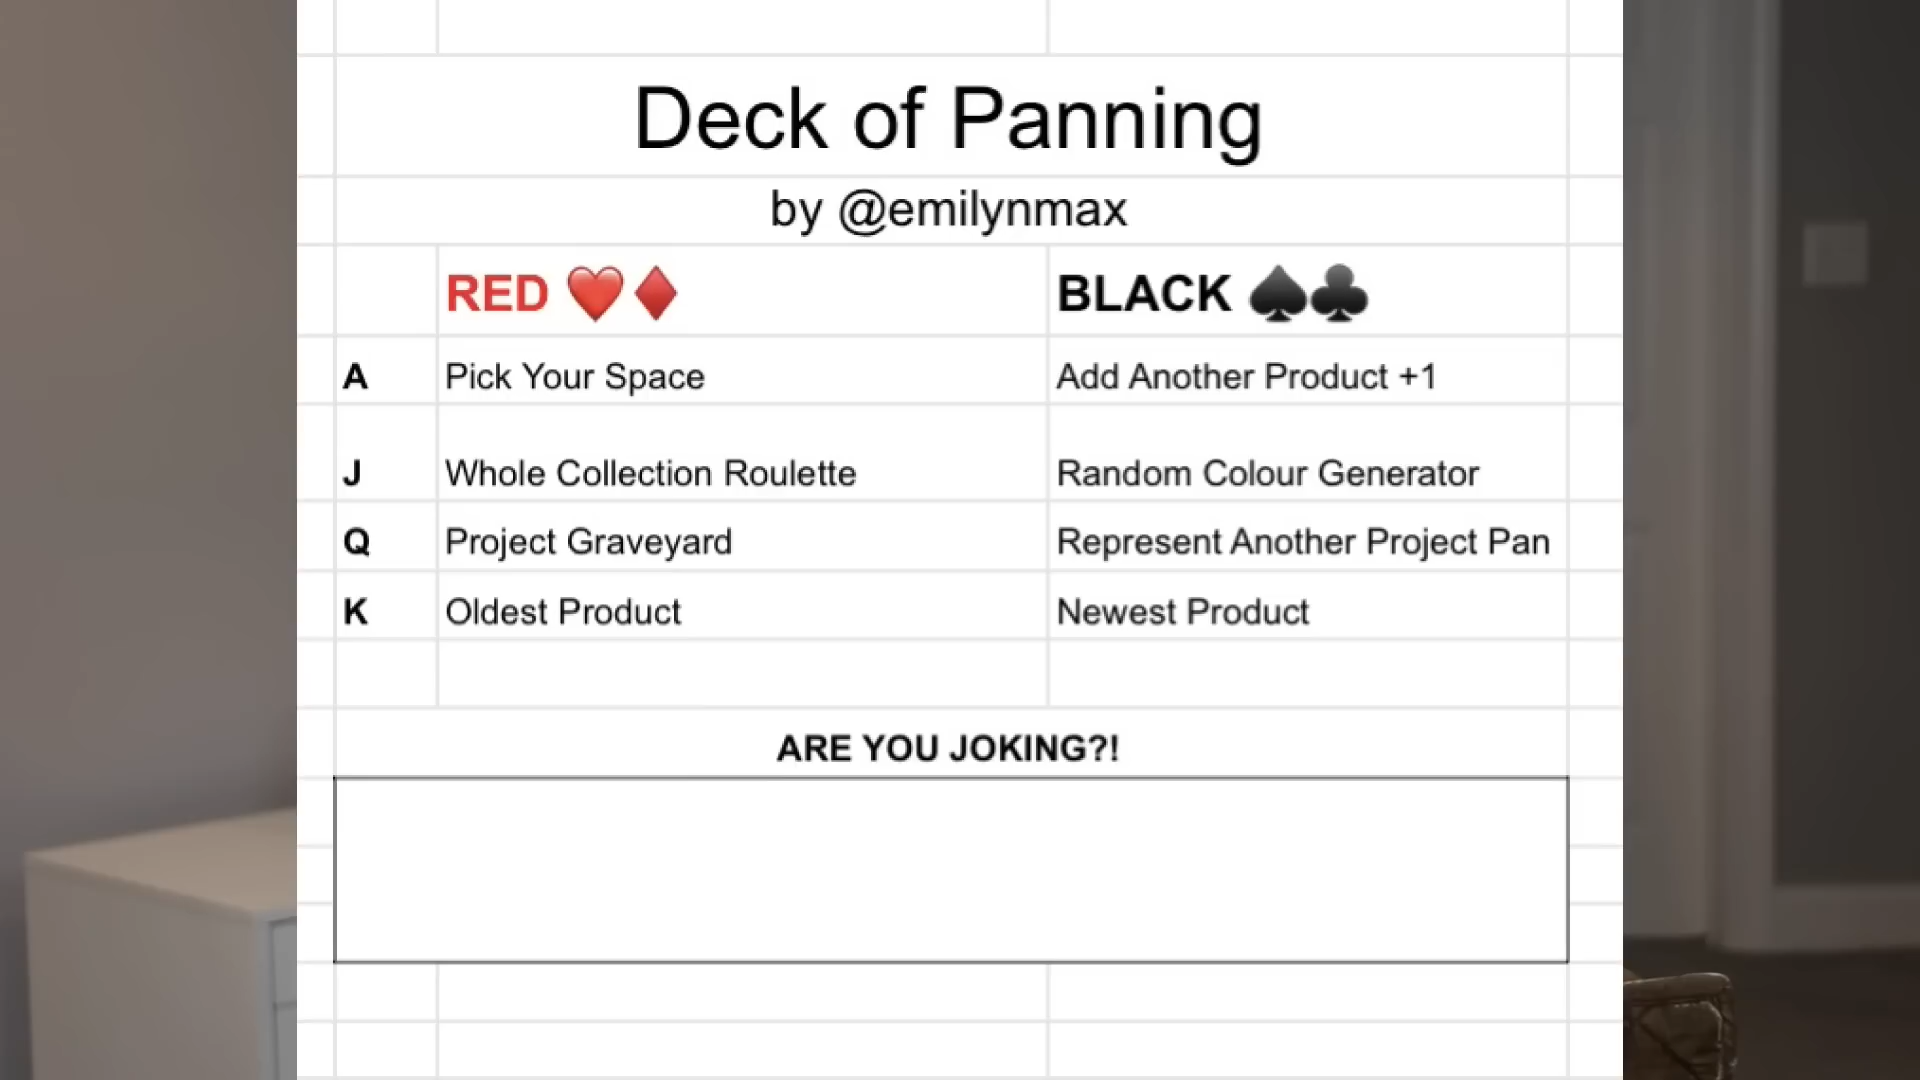 Deck of Panning
by @emilynmax
RED ❤️♦️ BLACK ♠️♣️
A Pick Your Space Add Another Product +1
J Whole Collection Roulette Random Colour Generator
Q Project Graveyard Represent Another Project Pan
K Oldest Product Newest Product
ARE YOU JOKING?!